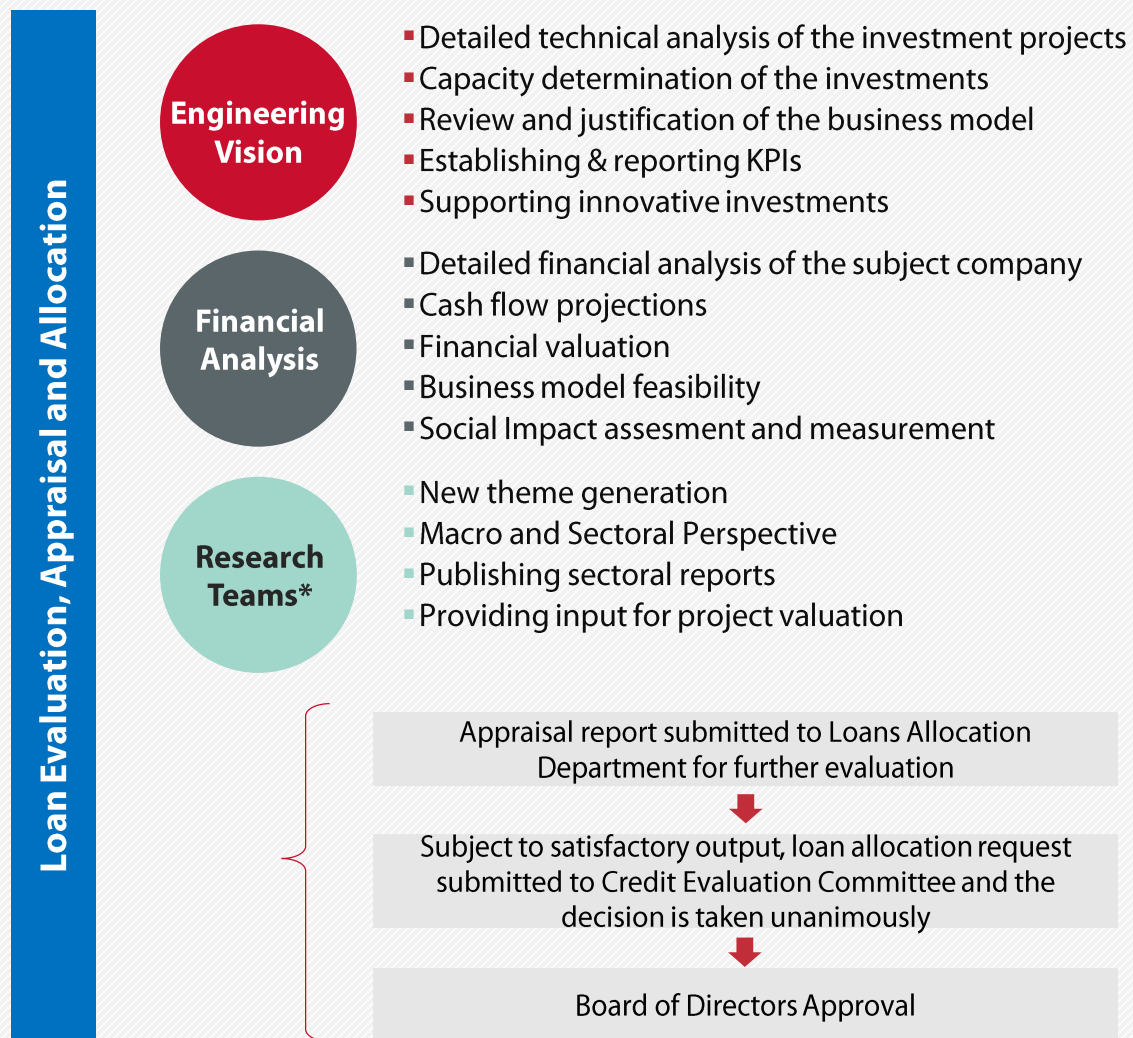 Loan Evaluation, Appraisal and Allocation
Engineering
Vision
▪Detailed technical analysis of the investment projects
▪Capacity determination of the investments
▪Review and justification of the business model
▪Establishing & reporting KPIs
▪Supporting innovative investments
Financial
Analysis
▪Detailed financial analysis of the subject company
▪Cash flow projections
▪Financial valuation
▪Business model feasibility
▪Social Impact assesment and measurement
Research
Teams*
▪New theme generation
▪Macro and Sectoral Perspective
▪Publishing sectoral reports
▪Providing input for project valuation
Appraisal report submitted to Loans Allocation
Department for further evaluation
Subject to satisfactory output, loan allocation request
submitted to Credit Evaluation Committee and the
decision is taken unanimously
Board of Directors Approval